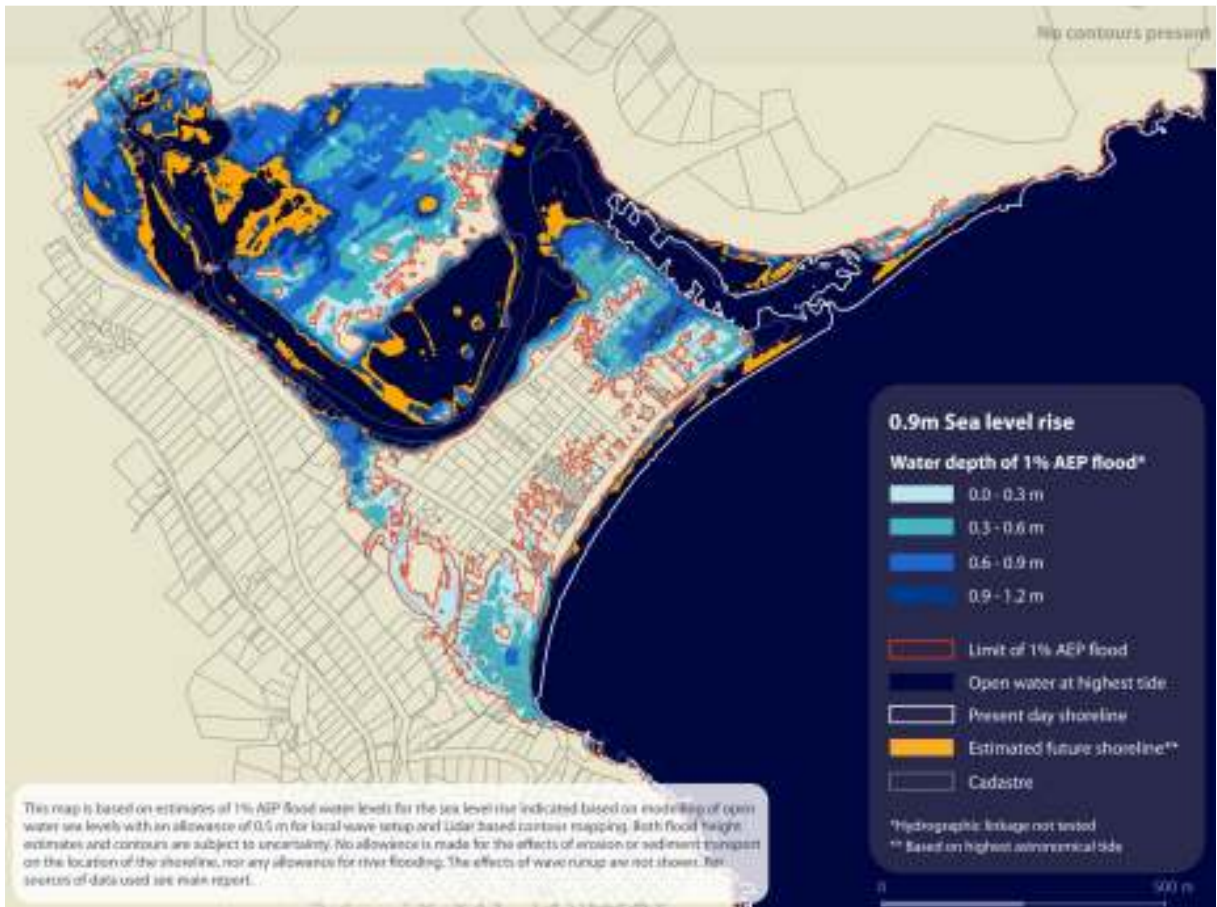 No contours present
0.9m Sea level rise
Water depth of 1% AEP flood*
0.0 - 0.3 m
0.3 - 0.6 m
0.6 - 0.9 m
0.9 - 1.2 m
Limit of 1% AEP flood
Open water at highest tide
Present day shoreline
Estimated future shoreline**
Cadastre
*Hydrographic linkage not tested
** Based on highest astronomical tide
This map is based on estimates of 1% AEP flood water levels for the sea level rise indicated based on modelling of open
water sea levels with an allowance of 0.5 m for local wave setup and Lidar based contour mapping. Both flood height
estimates and contours are subject to uncertainty. No allowance is made for the effects of erosion or sediment transport
on the location of the shoreline, nor any allowance for river flooding. The effects of wave runup are not shown. For
sources of data used see main report.
0 500 m